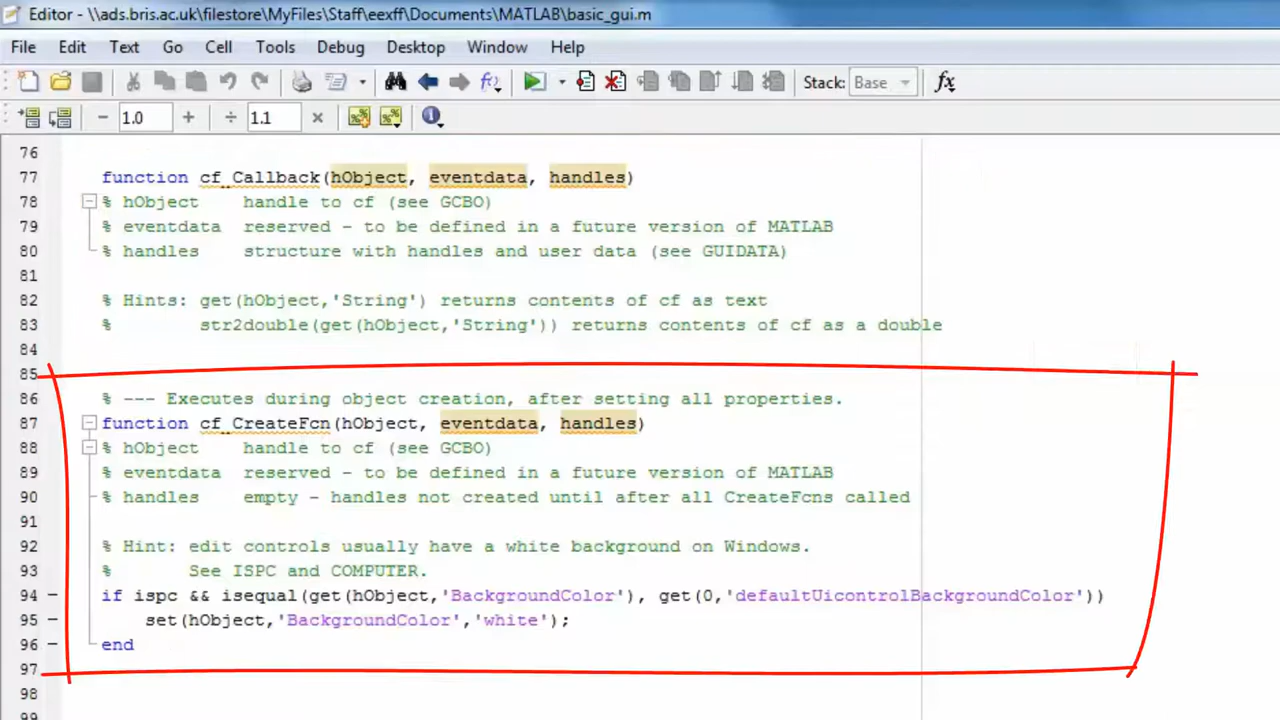 Editor - \\ads.bris.ac.uk\filestore\MyFiles\Staff\eexff\Documents\MATLAB\basic_gui.m
File Edit Text Go Cell Tools Debug Desktop Window Help
Stack: Base fx
− 1.0 + ÷ 1.1 ×
76
77 function cf_Callback(hObject, eventdata, handles)
78 % hObject    handle to cf (see GCBO)
79 % eventdata  reserved - to be defined in a future version of MATLAB
80 % handles    structure with handles and user data (see GUIDATA)
81
82 % Hints: get(hObject,'String') returns contents of cf as text
83 %        str2double(get(hObject,'String')) returns contents of cf as a double
84
85
86 % --- Executes during object creation, after setting all properties.
87 function cf_CreateFcn(hObject, eventdata, handles)
88 % hObject    handle to cf (see GCBO)
89 % eventdata  reserved - to be defined in a future version of MATLAB
90 % handles    empty - handles not created until after all CreateFcns called
91
92 % Hint: edit controls usually have a white background on Windows.
93 %       See ISPC and COMPUTER.
94 - if ispc && isequal(get(hObject,'BackgroundColor'), get(0,'defaultUicontrolBackgroundColor'))
95 -     set(hObject,'BackgroundColor','white');
96 - end
97
98
99